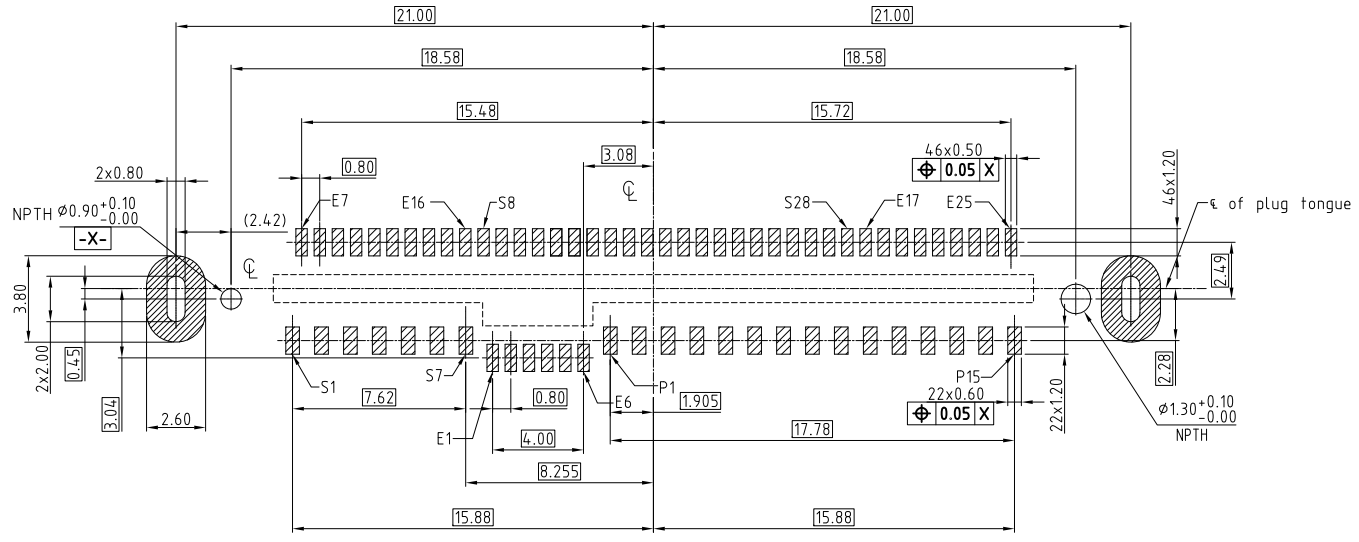 21.00 21.00
18.58 18.58
15.48 15.72
3.08 46x0.50
2x0.80 0.80 ⌖ 0.05 X 46x1.20
℄
NPTH Ø0.90 +0.10 -0.00 E7 E16 S8 S28 E17 E25 ℄ of plug tongue
-X- (2.42)
℄
3.80 2.49
2x2.00 0.45 2.28
3.04 S1 S7 P1 P15
2.60 7.62 0.80 E6 1.905 22x0.60 22x1.20
⌖ 0.05 X Ø1.30 +0.10 -0.00
E1 4.00 17.78 NPTH
8.255
15.88 15.88